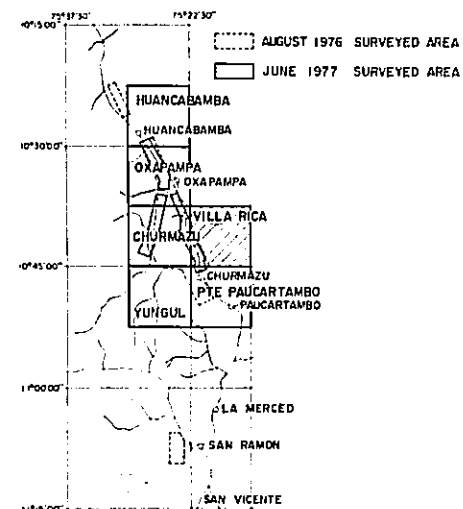 75°37'30" 75°22'30"
10°15'00"
AUGUST 1976 SURVEYED AREA
JUNE 1977 SURVEYED AREA
HUANCABAMBA
HUANCABAMBA
10°30'00"
OXAPAMPA
OXAPAMPA
VILLA RICA
CHURMAZU
10°45'00"
CHURMAZU
PTE PAUCARTAMBO
PAUCARTAMBO
YUNGUL
11°00'00"
LA MERCED
SAN RAMON
SAN VICENTE